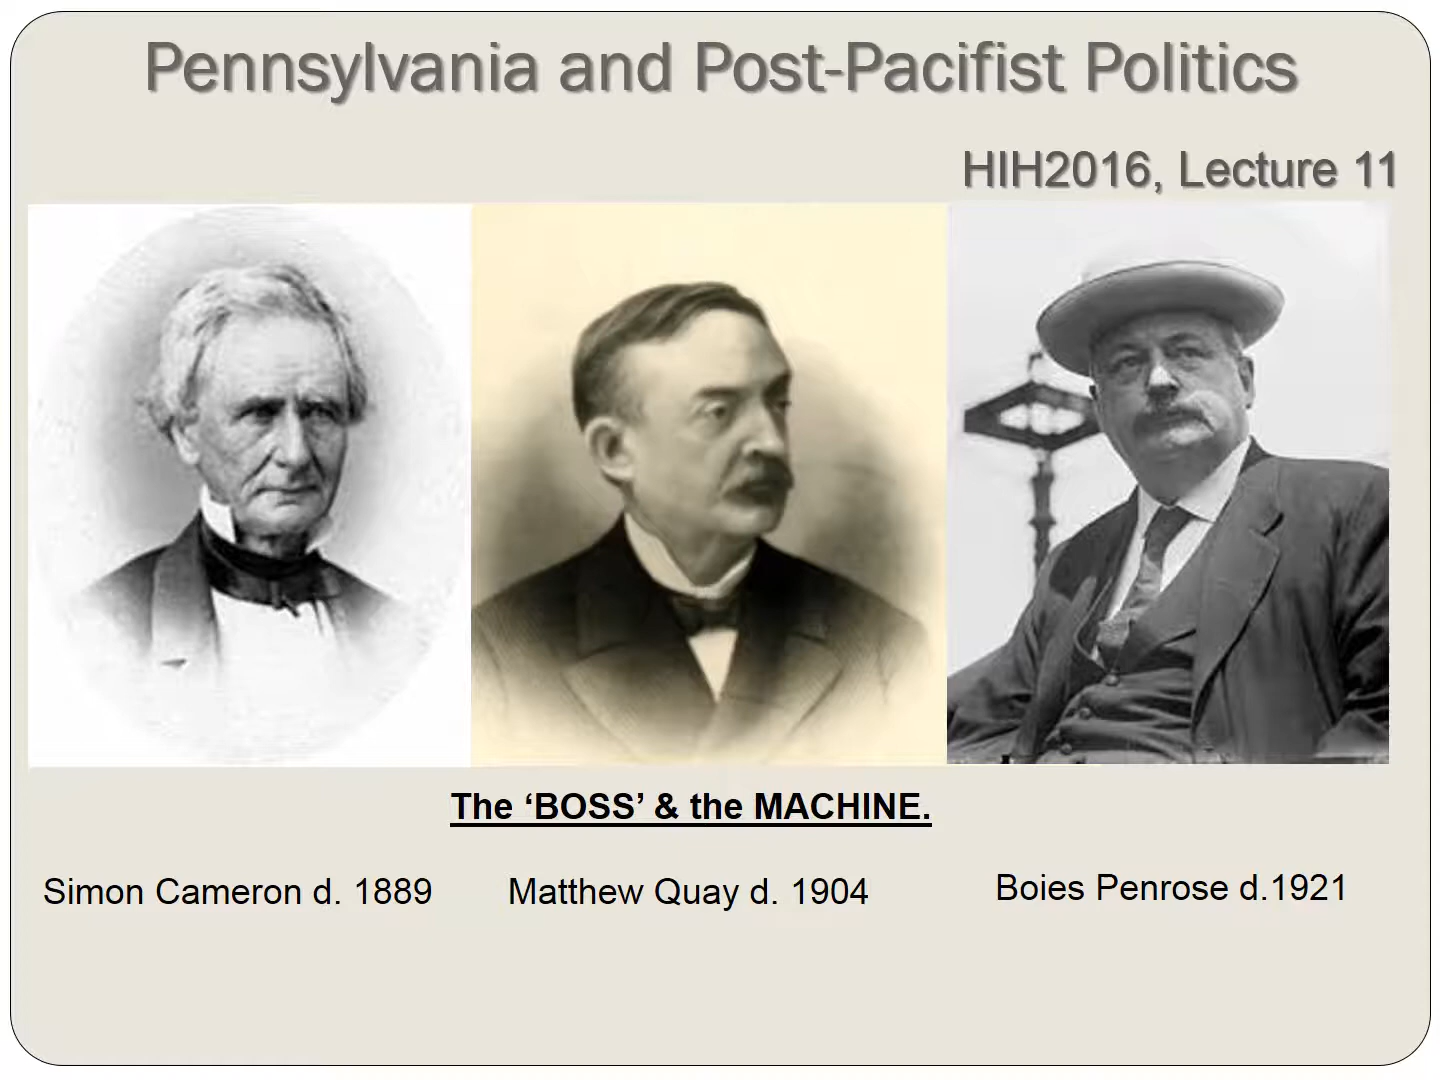 Pennsylvania and Post-Pacifist Politics
HIH2016, Lecture 11
The ‘BOSS’ & the MACHINE.
Simon Cameron d. 1889
Matthew Quay d. 1904
Boies Penrose d.1921